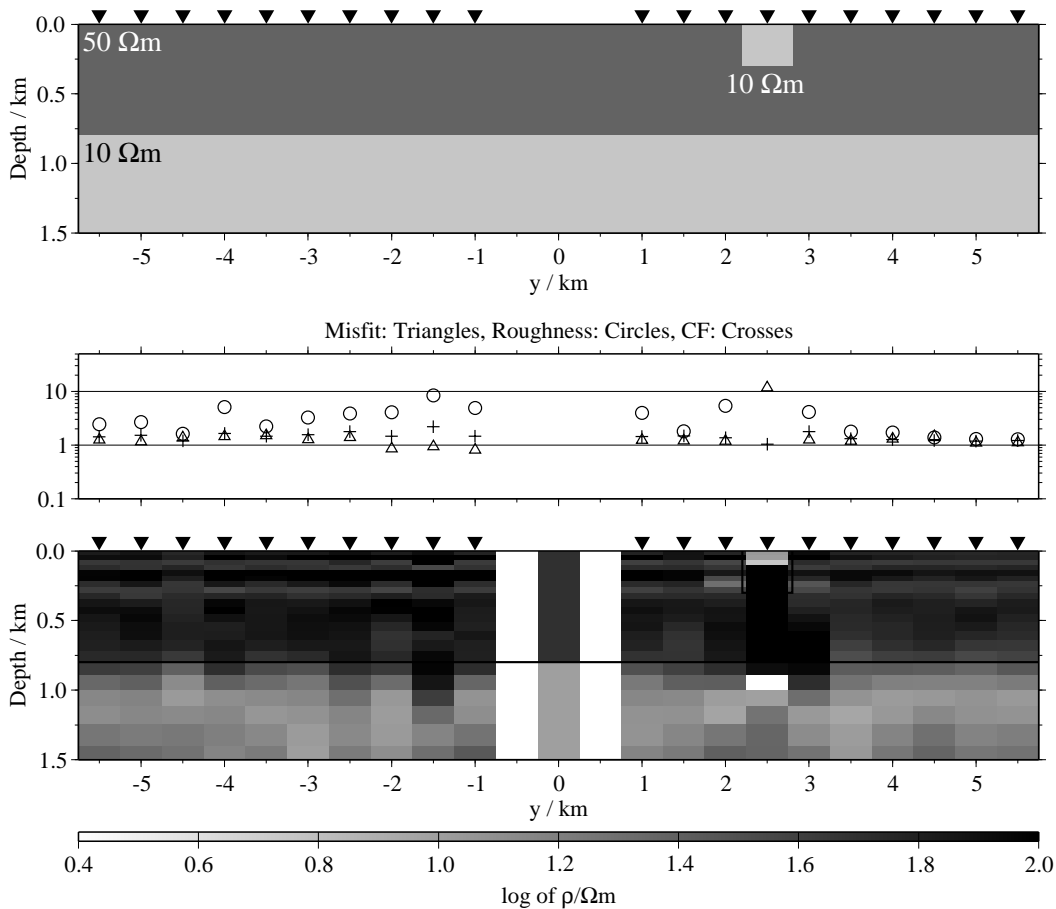 0.0
50 Ωm
0.5
10 Ωm
10 Ωm
1.0
1.5
Depth / km
-5 -4 -3 -2 -1 0 1 2 3 4 5
y / km
Misfit: Triangles, Roughness: Circles, CF: Crosses
10
1
0.1
0.0
0.5
1.0
1.5
Depth / km
-5 -4 -3 -2 -1 0 1 2 3 4 5
y / km
0.4 0.6 0.8 1.0 1.2 1.4 1.6 1.8 2.0
log of ρ/Ωm